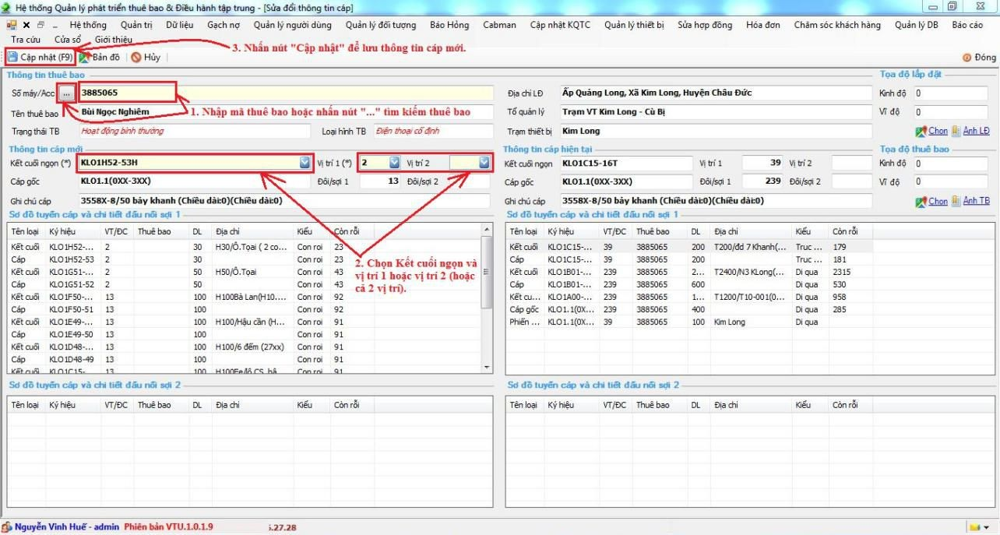 Hệ thống Quản lý phát triển thuê bao & Điều hành tập trung - [Sửa đổi thông tin cáp]
Hệ thống Quản trị Dữ liệu Gạch nợ Quản lý người dùng Quản lý đối tượng Báo Hỏng Cabman Cập nhật KQTC Quản lý thiết bị Sửa hợp đồng Hóa đơn Chăm sóc khách hàng Quản lý DB Báo cáo
Tra cứu Cửa sổ Giới thiệu
3. Nhấn nút "Cập nhật" để lưu thông tin cáp mới.
Cập nhật (F9) Bản đồ Hủy Đóng
Thông tin thuê bao Tọa độ lắp đặt
Số máy/Acc ... 3885065 Địa chỉ LĐ Ấp Quảng Long, Xã Kim Long, Huyện Châu Đức Kinh độ 0
Tên thuê bao Bùi Ngọc Nghiêm 1. Nhập mã thuê bao hoặc nhấn nút "..." tìm kiếm thuê bao Tổ quản lý Trạm VT Kim Long - Cù Bị Vĩ độ 0
Trạng thái TB Hoạt động bình thường Loại hình TB Điện thoại cố định Trạm thiết bị Kim Long Chọn Ảnh LĐ
Thông tin cáp mới Thông tin cáp hiện tại Tọa độ thuê bao
Kết cuối ngọn (*) KLO1H52-53H Vị trí 1 (*) 2 Vị trí 2 Kết cuối ngọn KLO1C15-16T Vị trí 1 39 Vị trí 2 Kinh độ 0
Cáp gốc KLO1.1(0XX-3XX) Đôi/sợi 1 13 Đôi/sợi 2 Cáp gốc KLO1.1(0XX-3XX) Đôi/sợi 1 239 Đôi/sợi 2 Vĩ độ 0
Ghi chú cáp 3558X-8/50 bảy khanh (Chiều dài:0)(Chiều dài:0) Ghi chú cáp 3558X-8/50 bảy khanh (Chiều dài:0)(Chiều dài:0) Chọn Ảnh TB
Sơ đồ tuyến cáp và chi tiết đấu nối sợi 1 Sơ đồ tuyến cáp và chi tiết đấu nối sợi 1
Tên loại Ký hiệu VT/ĐC Thuê bao DL Địa chỉ Kiểu Còn rỗi Tên loại Ký hiệu VT/ĐC Thuê bao DL Địa chỉ Kiểu Còn rỗi
Kết cuối KLO1H52-... 2 30 H30/Ô.Tọai ( 2 co... Con roi 23 Kết cuối KLO1C15-... 39 3885065 200 T200/đd 7 Khanh(... Truc ... 179
Cáp KLO1H52-53 2 30 Con roi 23 Cáp KLO1C15-... 39 3885065 200 Truc ... 181
Kết cuối KLO1G51-... 2 50 H50/Ô.Tọai Con roi 43 Kết cuối KLO1B01-... 239 3885065 2... T2400/N3 KLong(... Di qua 2315
Cáp KLO1G51-52 2 50 Con roi 43 Cáp KLO1B01-... 239 3885065 600 Di qua 530
Kết cuối KLO1F50-... 13 100 H100Bà Lan(H10.... Con roi 92 Kết cu... KLO1A00-... 239 3885065 1... T1200/T10-001(0... Di qua 958
Cáp KLO1F50-51 13 100 Con roi 92 Cáp gốc KLO1.1(0X... 239 3885065 400 Di qua 285
Kết cuối KLO1E49-... 13 100 H100/Hậu cần (H... Con roi 91 Phiến ... KLO1.1(0X... 39 3885065 100 Kim Long Di qua
Cáp KLO1E49-50 13 100 Con roi 91
Kết cuối KLO1D48-... 13 100 H100/6 đếm (27xx) Con roi 91
Cáp KLO1D48-49 13 100 Con roi 91
Kết cuối KLO1C15- 13 100 Con roi 91
2. Chọn Kết cuối ngọn và
vị trí 1 hoặc vị trí 2 (hoặc
cả 2 vị trí).
Sơ đồ tuyến cáp và chi tiết đấu nối sợi 2 Sơ đồ tuyến cáp và chi tiết đấu nối sợi 2
Tên loại Ký hiệu VT/ĐC Thuê bao DL Địa chỉ Kiểu Còn rỗi Tên loại Ký hiệu VT/ĐC Thuê bao DL Địa chỉ Kiểu Còn rỗi
Nguyễn Vinh Huế - admin Phiên bản VTU.1.0.1.9 .27.28